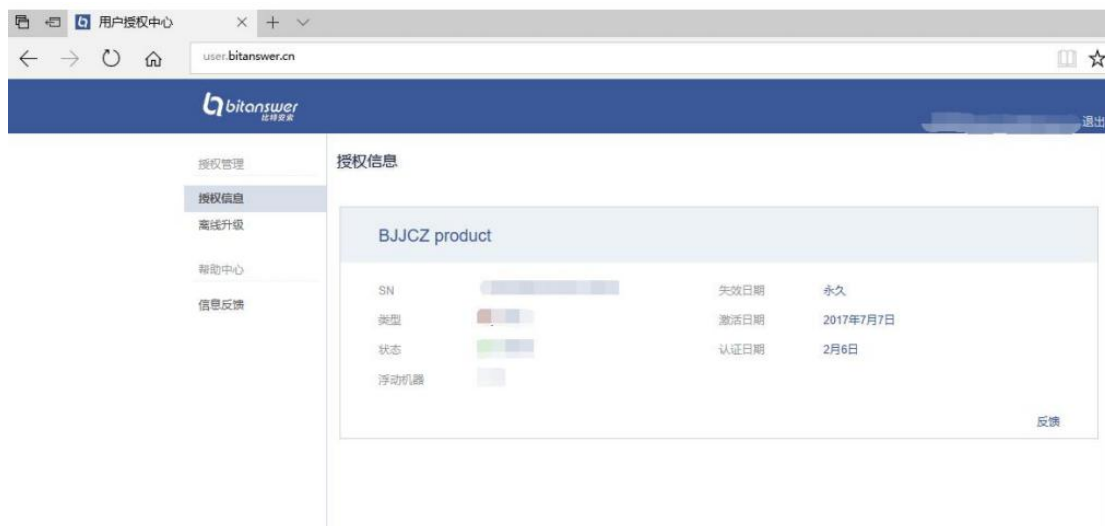 用户授权中心
user.bitanswer.cn
bitanswer
比特安索
退出
授权管理
授权信息
离线升级
帮助中心
信息反馈
授权信息
BJJCZ product
SN
失效日期 永久
类型
激活日期 2017年7月7日
状态
认证日期 2月6日
浮动机器
反馈